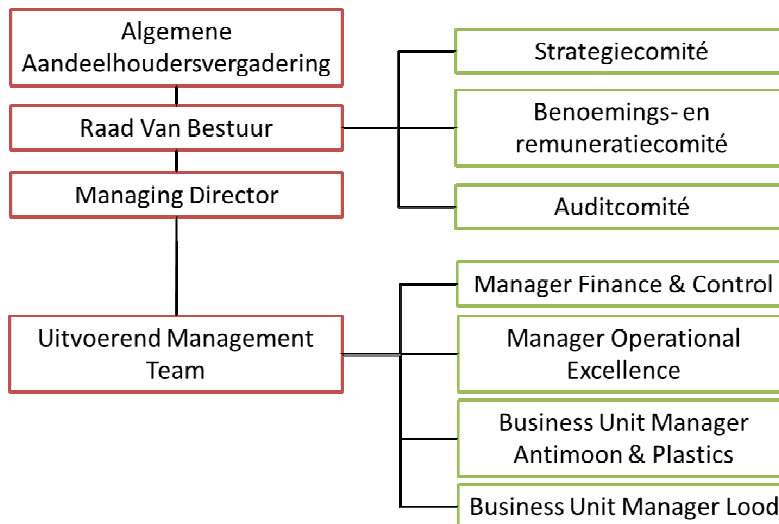 Algemene
Aandeelhoudersvergadering
Raad Van Bestuur
Managing Director
Uitvoerend Management
Team
Strategiecomité
Benoemings- en
remuneratiecomité
Auditcomité
Manager Finance & Control
Manager Operational
Excellence
Business Unit Manager
Antimoon & Plastics
Business Unit Manager Lood